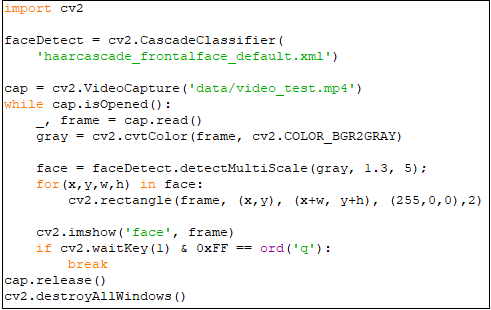 import cv2
faceDetect = cv2.CascadeClassifier(
    'haarcascade_frontalface_default.xml')
cap = cv2.VideoCapture('data/video_test.mp4')
while cap.isOpened():
    _, frame = cap.read()
    gray = cv2.cvtColor(frame, cv2.COLOR_BGR2GRAY)
    face = faceDetect.detectMultiScale(gray, 1.3, 5);
    for(x,y,w,h) in face:
        cv2.rectangle(frame, (x,y), (x+w, y+h), (255,0,0),2)
    cv2.imshow('face', frame)
    if cv2.waitKey(1) & 0xFF == ord('q'):
        break
cap.release()
cv2.destroyAllWindows()